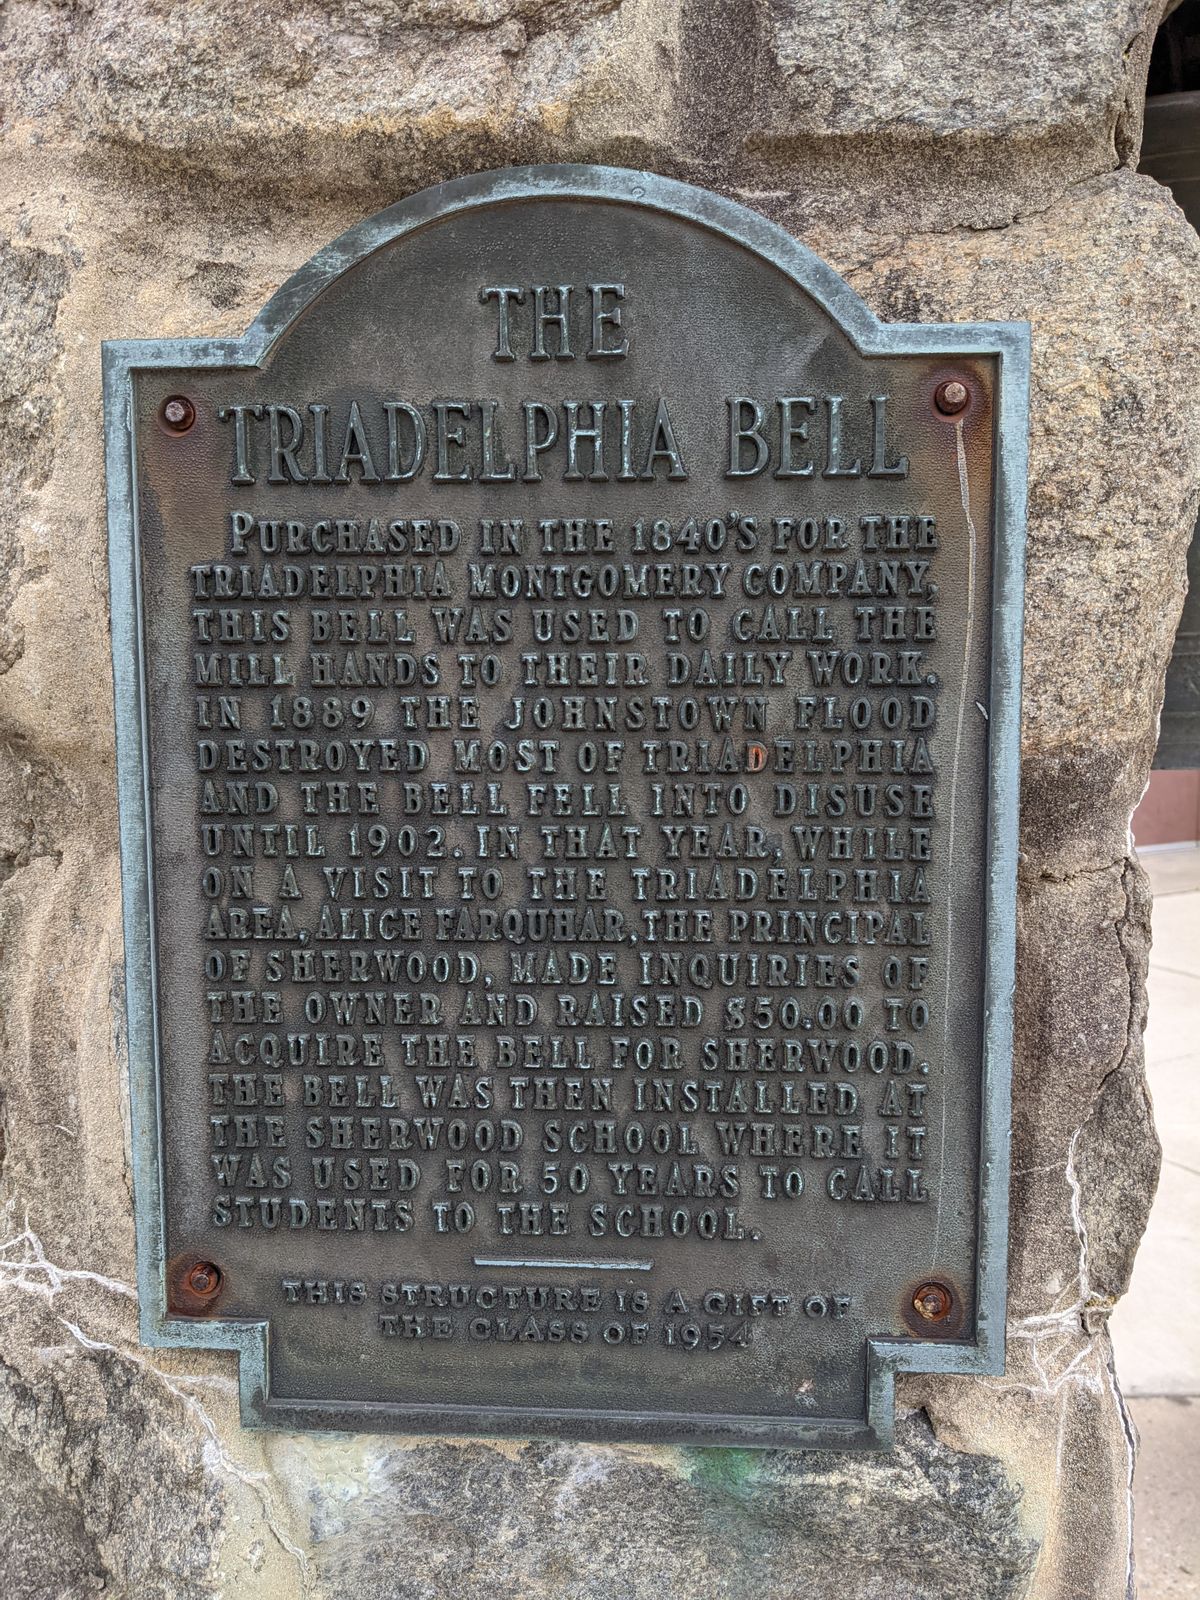 THE
TRIADELPHIA BELL
PURCHASED IN THE 1840'S FOR THE
TRIADELPHIA MONTGOMERY COMPANY,
THIS BELL WAS USED TO CALL THE
MILL HANDS TO THEIR DAILY WORK.
IN 1889 THE JOHNSTOWN FLOOD
DESTROYED MOST OF TRIADELPHIA
AND THE BELL FELL INTO DISUSE
UNTIL 1902. IN THAT YEAR, WHILE
ON A VISIT TO THE TRIADELPHIA
AREA, ALICE FARQUHAR, THE PRINCIPAL
OF SHERWOOD, MADE INQUIRIES OF
THE OWNER AND RAISED $50.00 TO
ACQUIRE THE BELL FOR SHERWOOD.
THE BELL WAS THEN INSTALLED AT
THE SHERWOOD SCHOOL WHERE IT
WAS USED FOR 50 YEARS TO CALL
STUDENTS TO THE SCHOOL.
THIS STRUCTURE IS A GIFT OF
THE CLASS OF 1954